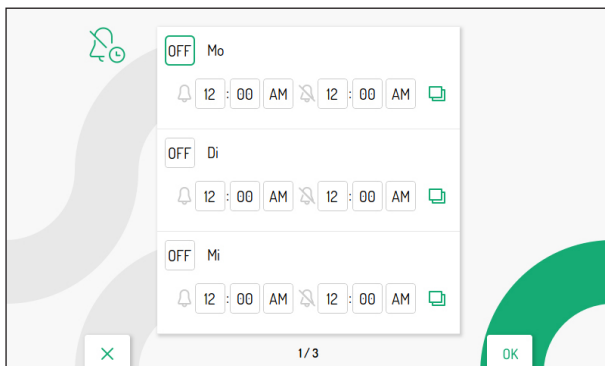 OFF Mo
12 : 00 AM 12 : 00 AM
OFF Di
12 : 00 AM 12 : 00 AM
OFF Mi
12 : 00 AM 12 : 00 AM
1/3
OK